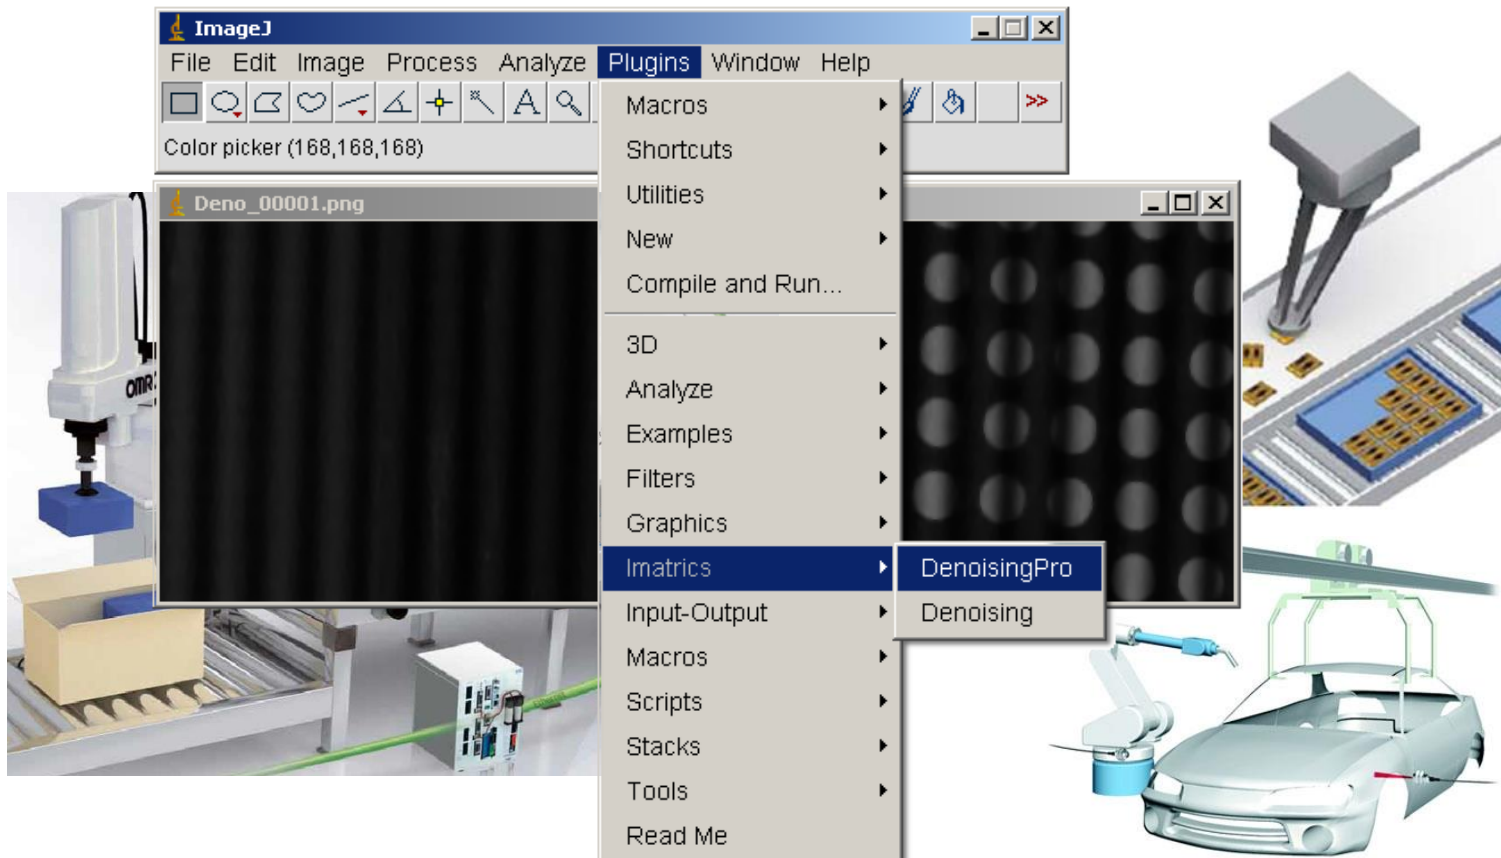 ImageJ
File Edit Image Process Analyze Plugins Window Help
A >>
Color picker (168,168,168)
Deno_00001.png
Macros
Shortcuts
Utilities
New
Compile and Run...
3D
Analyze
Examples
Filters
Graphics
Imatrics
DenoisingPro
Input-Output
Denoising
Macros
Scripts
Stacks
Tools
Read Me
OMR